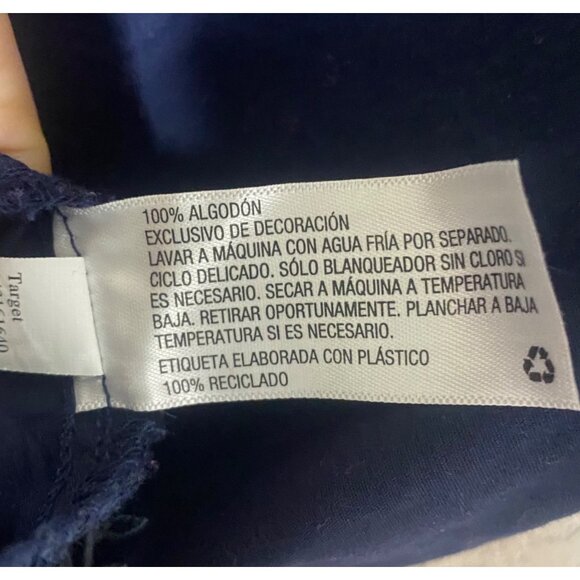 100% ALGODÓN
EXCLUSIVO DE DECORACIÓN
LAVAR A MÁQUINA CON AGUA FRÍA POR SEPARADO.
CICLO DELICADO. SÓLO BLANQUEADOR SIN CLORO SI
ES NECESARIO. SECAR A MÁQUINA A TEMPERATURA
BAJA. RETIRAR OPORTUNAMENTE. PLANCHAR A BAJA
TEMPERATURA SI ES NECESARIO.
ETIQUETA ELABORADA CON PLÁSTICO
100% RECICLADO
Target